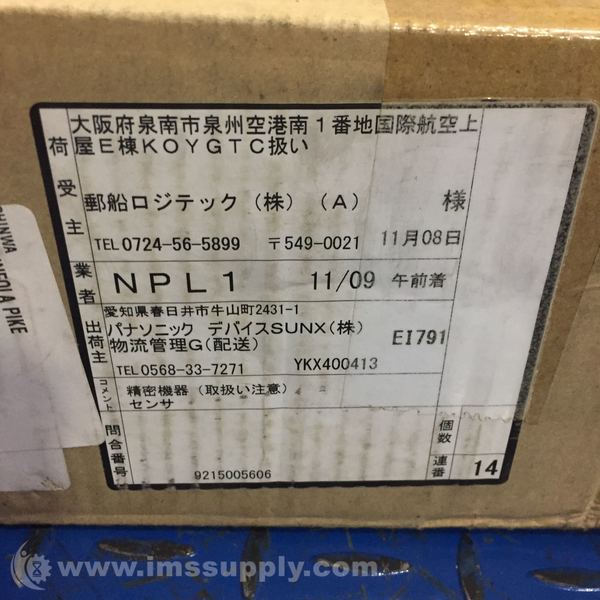 大阪府泉南市泉州空港南1番地国際航空上
屋E棟KOYGTC扱い
荷受主
郵船ロジテック(株) (A) 様
TEL 0724-56-5899 〒549-0021 11月08日
業者
NPL1 11/09 午前着
愛知県春日井市牛山町2431-1
出荷主
パナソニック デバイスSUNX(株)
物流管理G(配送) EI791
TEL 0568-33-7271 YKX400413
コメント
精密機器(取扱い注意)
センサ
問合番号
9215005606
個数
連番 14
SHINWA
MINEOLA PIKE
www.imssupply.com